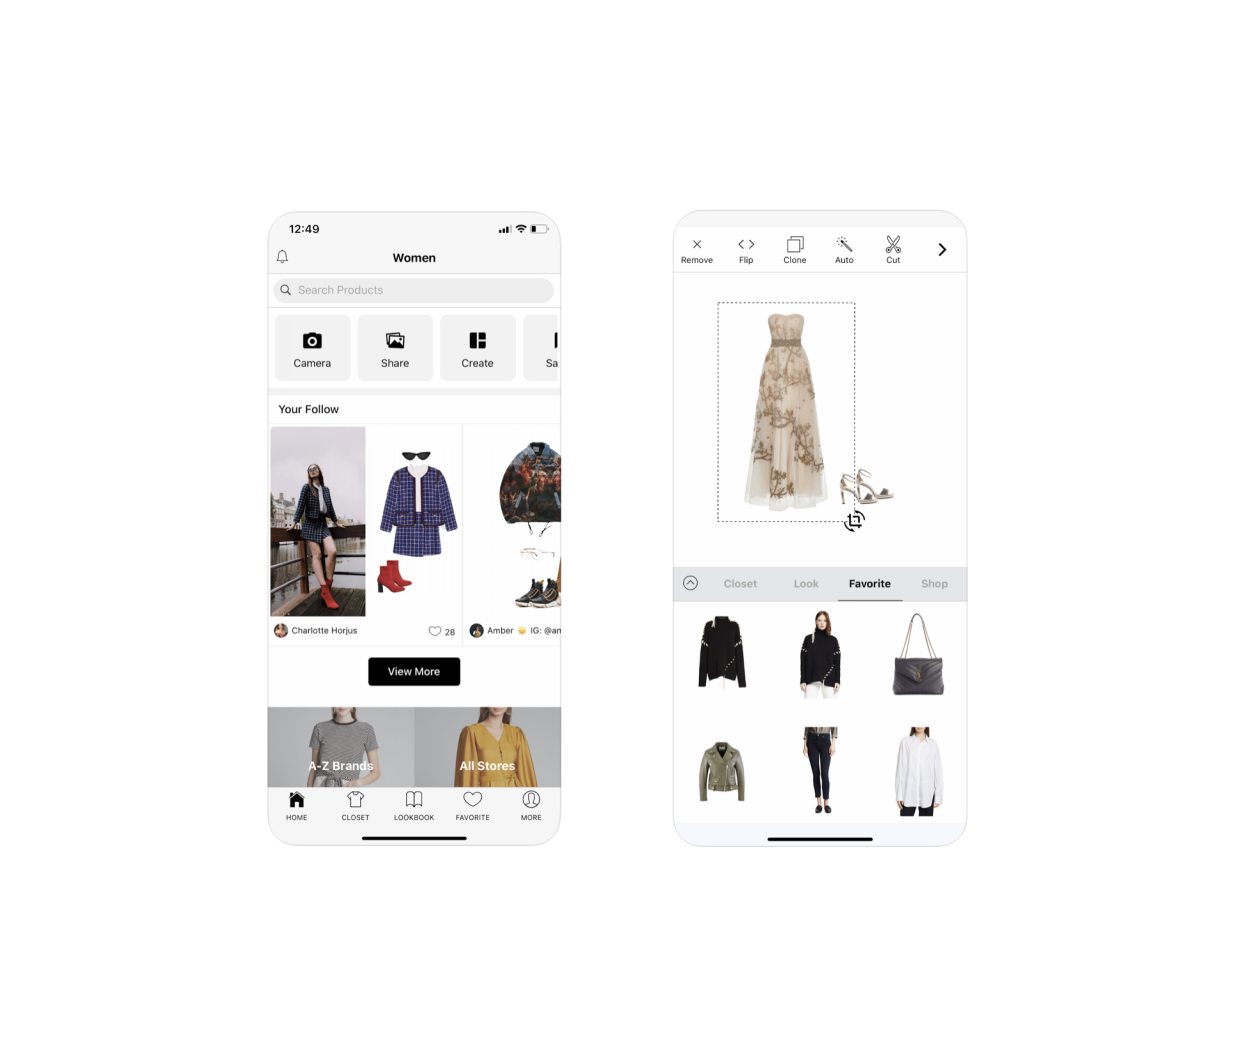 12:49
Women
Search Products
Camera Share Create Sa
Your Follow
Charlotte Horjus 28 Amber IG: @an
View More
A-Z Brands All Stores
HOME CLOSET LOOKBOOK FAVORITE MORE
Remove Flip Clone Auto Cut
Closet Look Favorite Shop